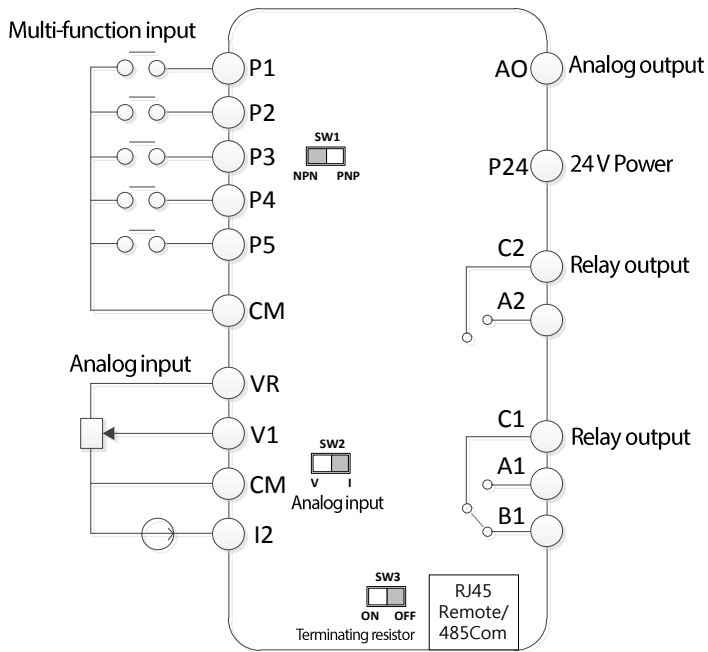 Multi-function input
P1
P2
P3
P4
P5
CM
SW1
NPN PNP
Analog input
VR
V1
CM
I2
SW2
V I
Analog input
AO Analog output
P24 24 V Power
C2 Relay output
A2
C1 Relay output
A1
B1
SW3
ON OFF
Terminating resistor
RJ45
Remote/
485Com